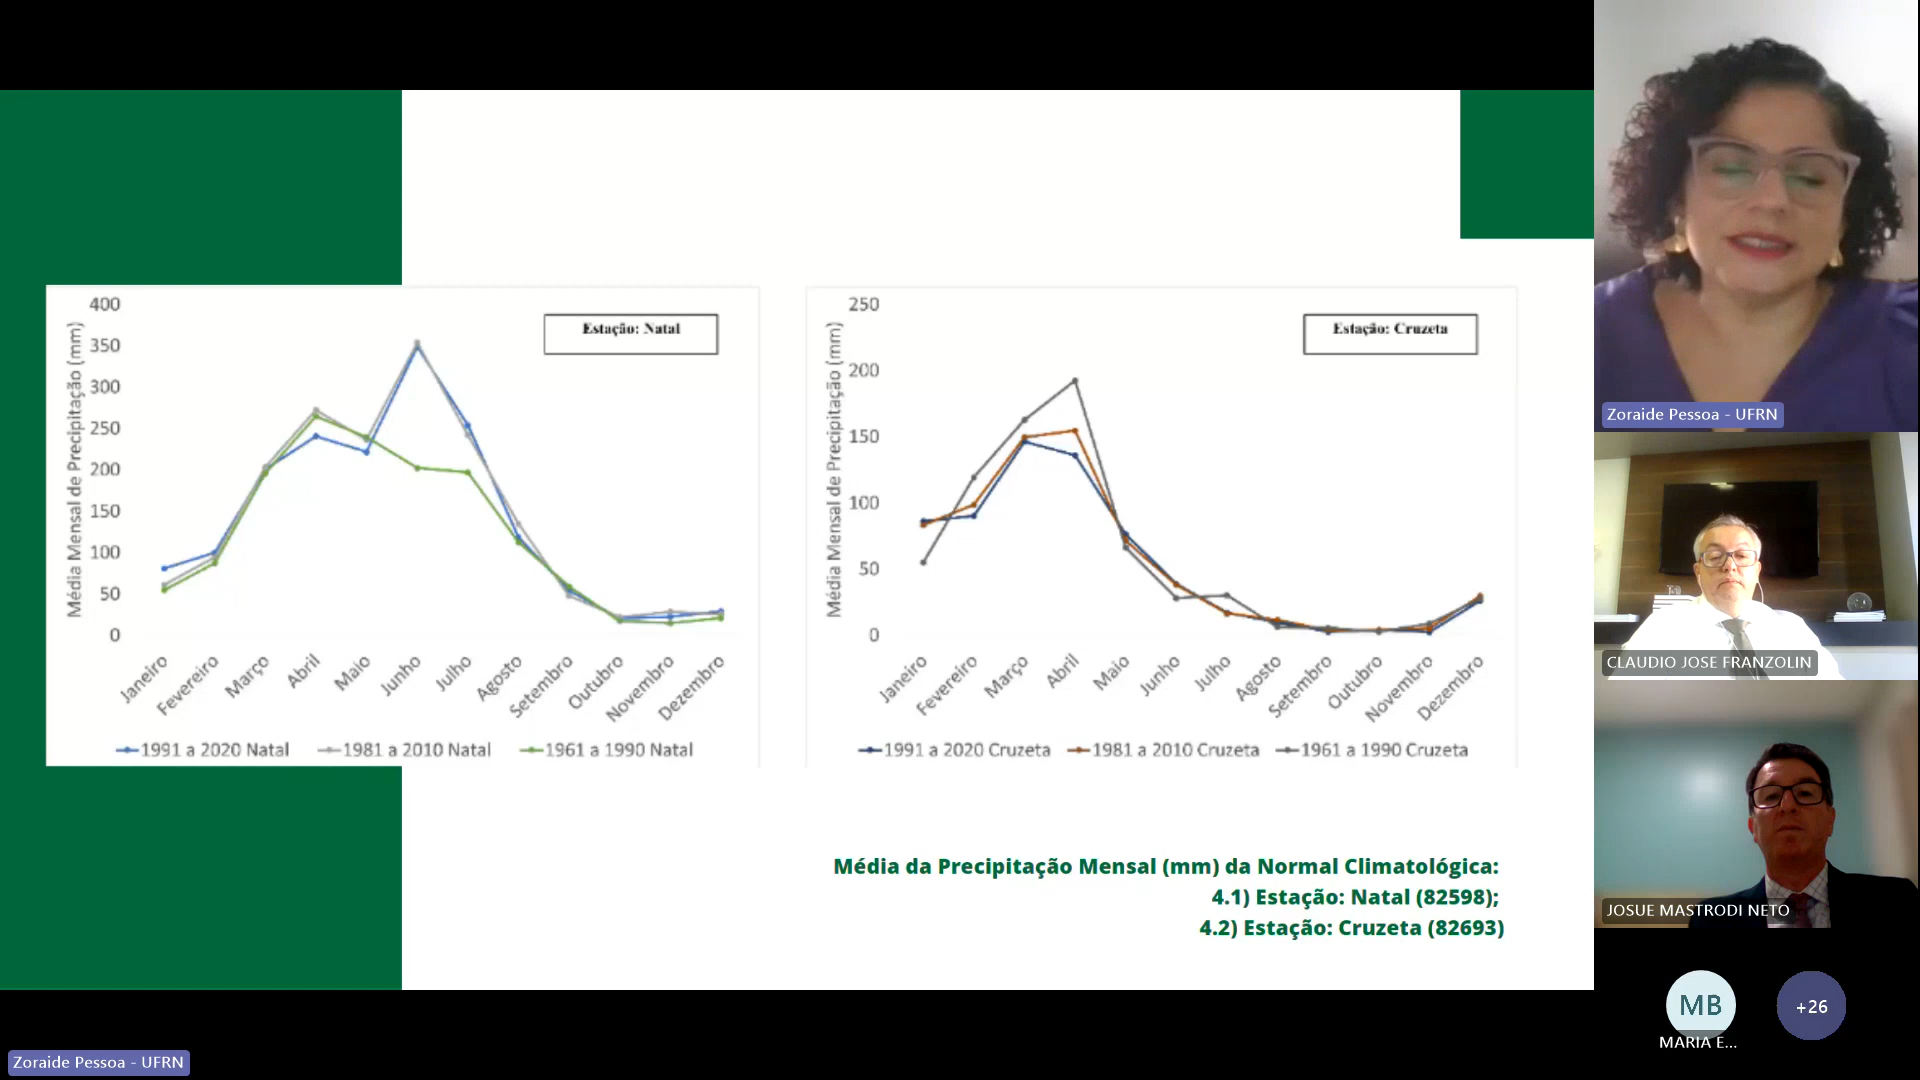 400
350
300
250
200
150
100
50
0
Média Mensal de Precipitação (mm)
Estação: Natal
Janeiro
Fevereiro
Março
Abril
Maio
Junho
Julho
Agosto
Setembro
Outubro
Novembro
Dezembro
1991 a 2020 Natal 1981 a 2010 Natal 1961 a 1990 Natal
250
200
150
100
50
0
Média Mensal de Precipitação (mm)
Estação: Cruzeta
Janeiro
Fevereiro
Março
Abril
Maio
Junho
Julho
Agosto
Setembro
Outubro
Novembro
Dezembro
1991 a 2020 Cruzeta 1981 a 2010 Cruzeta 1961 a 1990 Cruzeta
Média da Precipitação Mensal (mm) da Normal Climatológica:
4.1) Estação: Natal (82598);
4.2) Estação: Cruzeta (82693)
Zoraide Pessoa - UFRN
CLAUDIO JOSE FRANZOLIN
JOSUE MASTRODI NETO
MB
MARIA E...
+26
Zoraide Pessoa - UFRN